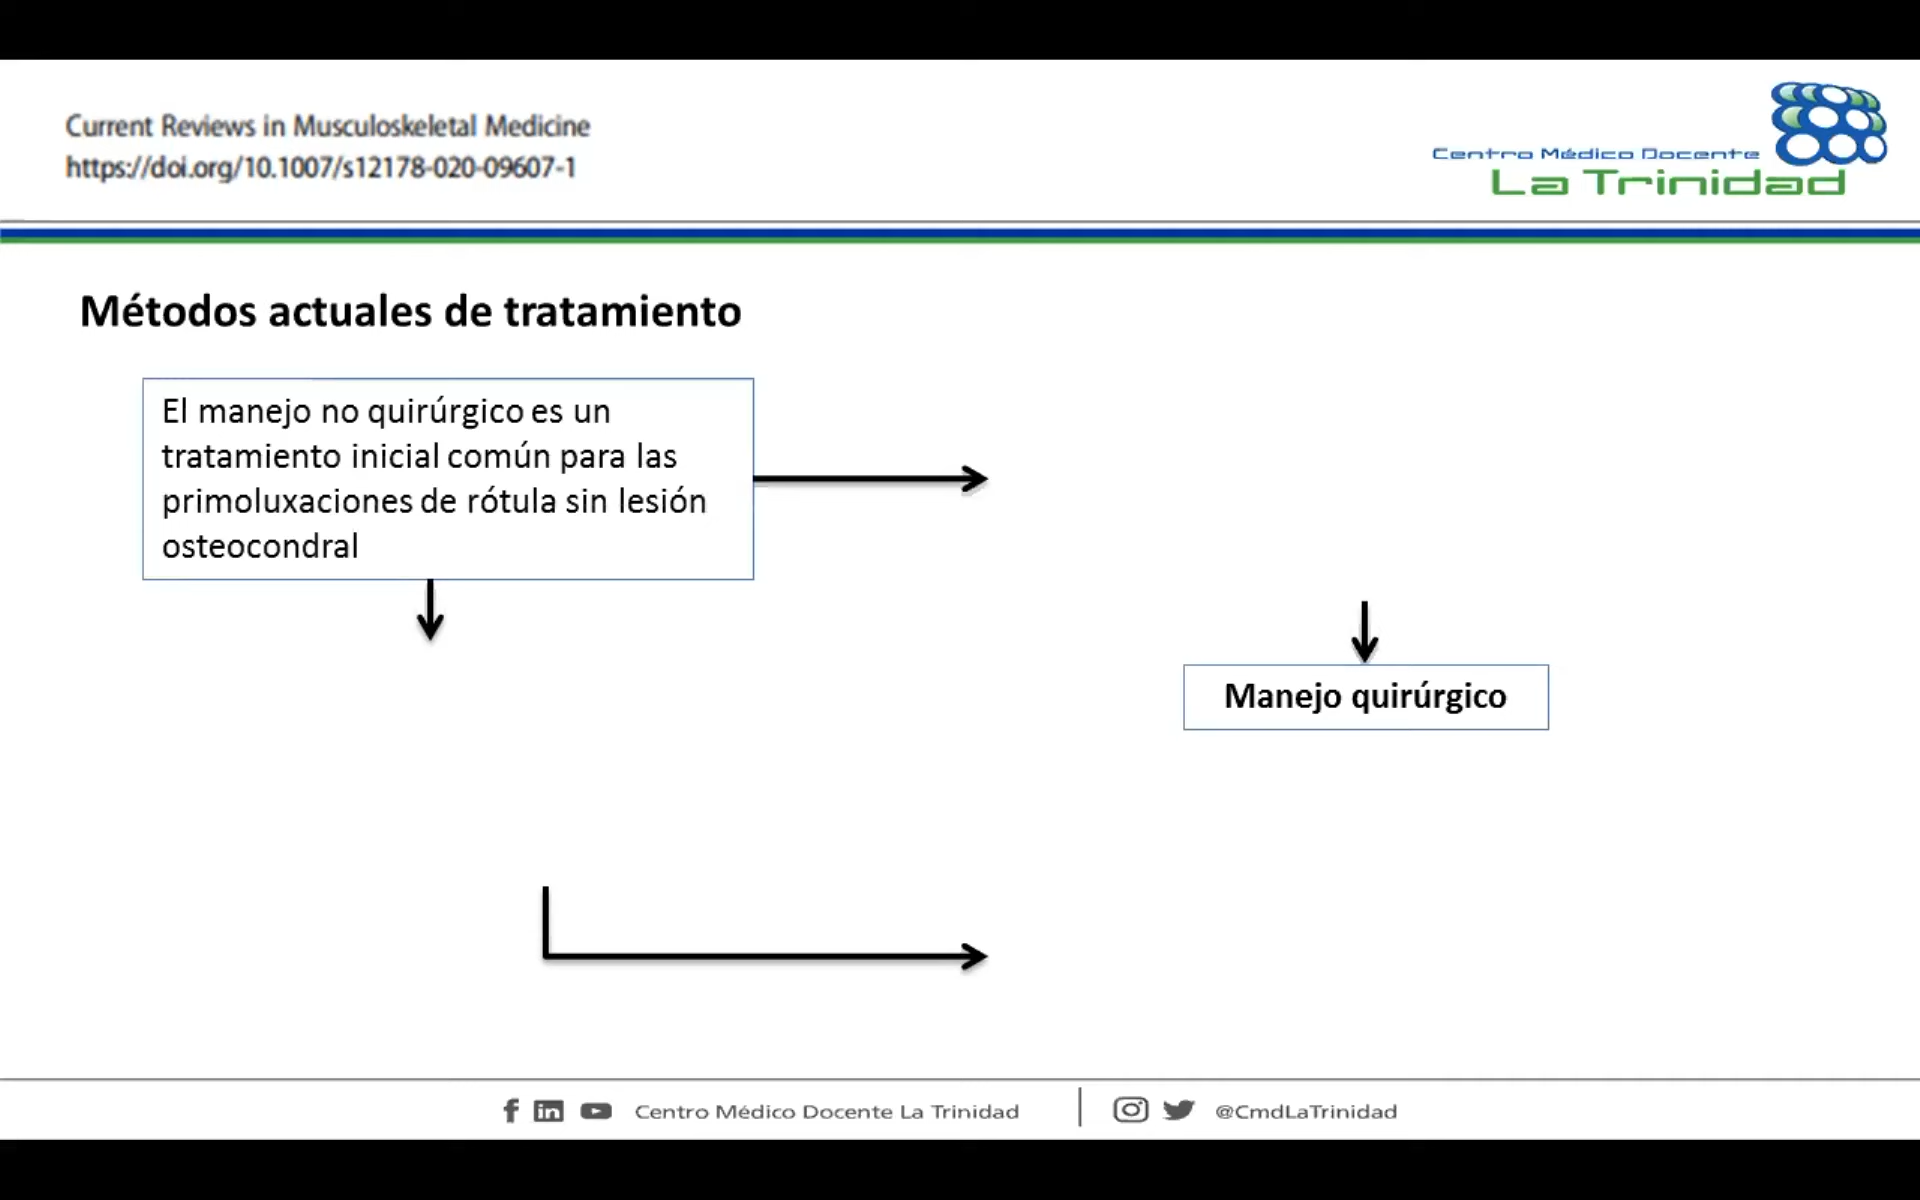 Current Reviews in Musculoskeletal Medicine
https://doi.org/10.1007/s12178-020-09607-1
Centro Médico Docente
La Trinidad
Métodos actuales de tratamiento
El manejo no quirúrgico es un
tratamiento inicial común para las
primoluxaciones de rótula sin lesión
osteocondral
Manejo quirúrgico
Centro Médico Docente La Trinidad
@CmdLaTrinidad